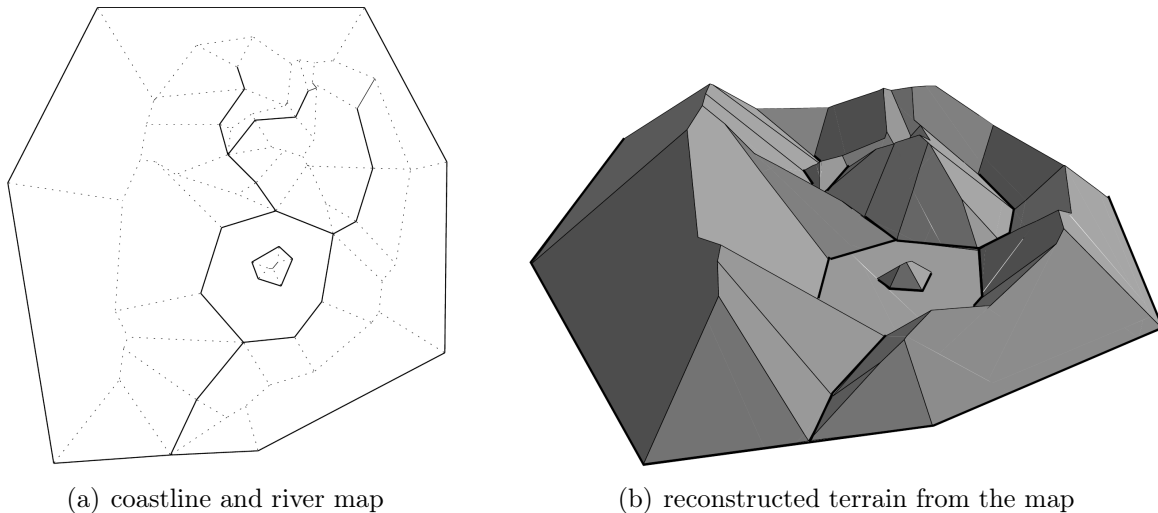 (a) coastline and river map
(b) reconstructed terrain from the map